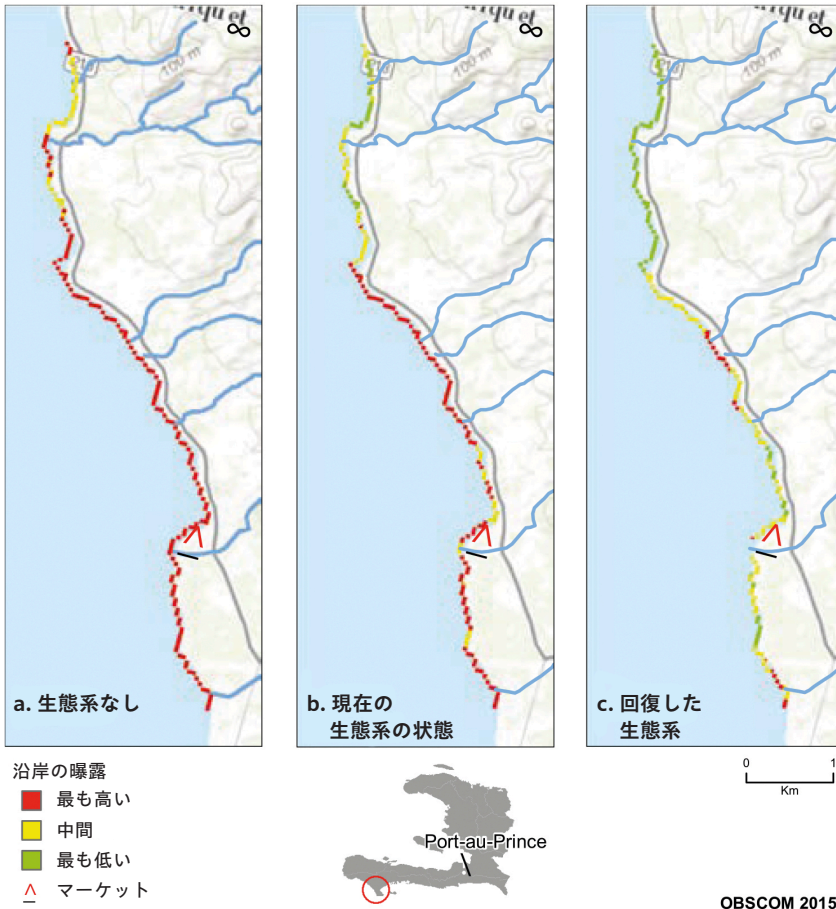 100 m
100 m
100 m
a. 生態系なし
b. 現在の
生態系の状態
c. 回復した
生態系
沿岸の曝露
最も高い
中間
最も低い
マーケット
Port-au-Prince
0 1
Km
OBSCOM 2015